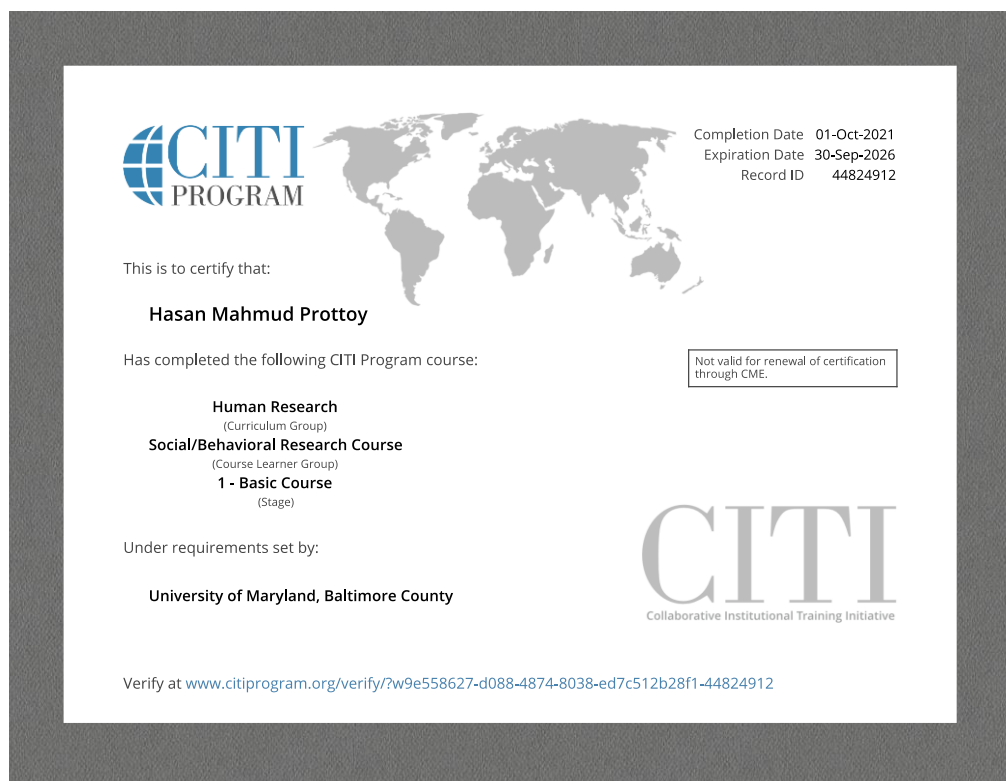 CITI
PROGRAM
Completion Date 01-Oct-2021
Expiration Date 30-Sep-2026
Record ID 44824912
This is to certify that:
Hasan Mahmud Prottoy
Has completed the following CITI Program course:
Not valid for renewal of certification
through CME.
Human Research
(Curriculum Group)
Social/Behavioral Research Course
(Course Learner Group)
1 - Basic Course
(Stage)
Under requirements set by:
University of Maryland, Baltimore County
CITI
Collaborative Institutional Training Initiative
Verify at www.citiprogram.org/verify/?w9e558627-d088-4874-8038-ed7c512b28f1-44824912